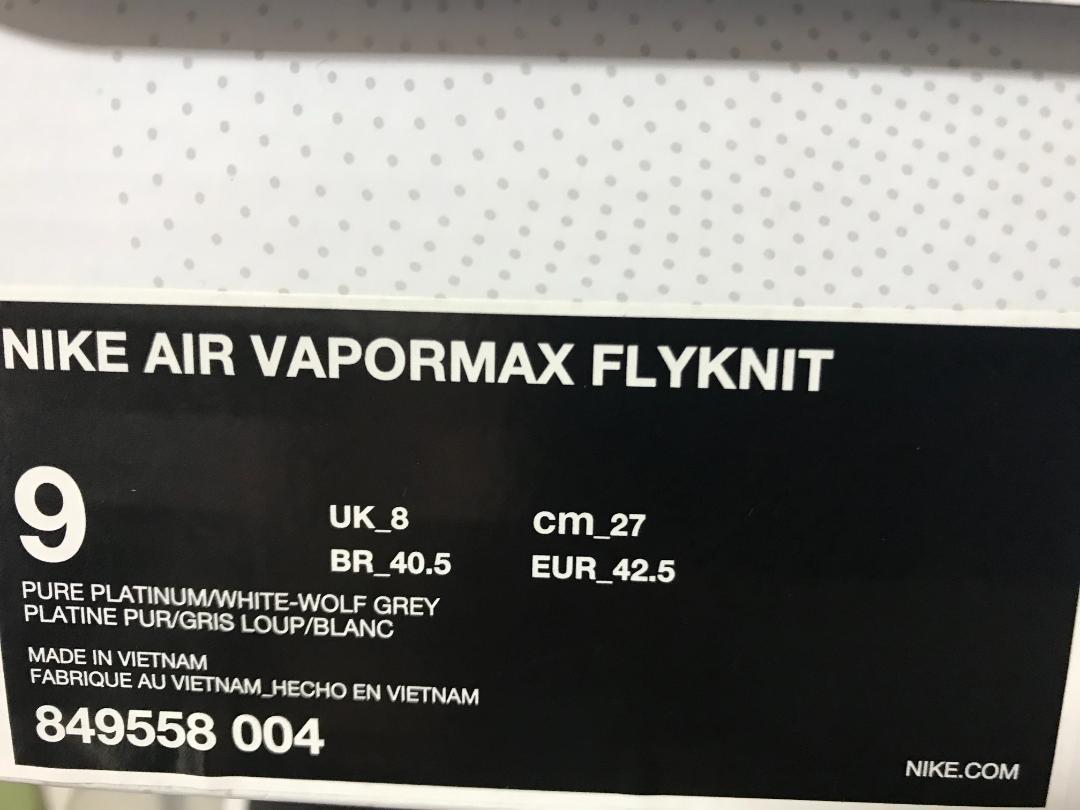 NIKE AIR VAPORMAX FLYKNIT
9
UK_8 cm_27
BR_40.5 EUR_42.5
PURE PLATINUM/WHITE-WOLF GREY
PLATINE PUR/GRIS LOUP/BLANC
MADE IN VIETNAM
FABRIQUE AU VIETNAM_HECHO EN VIETNAM
849558 004
NIKE.COM